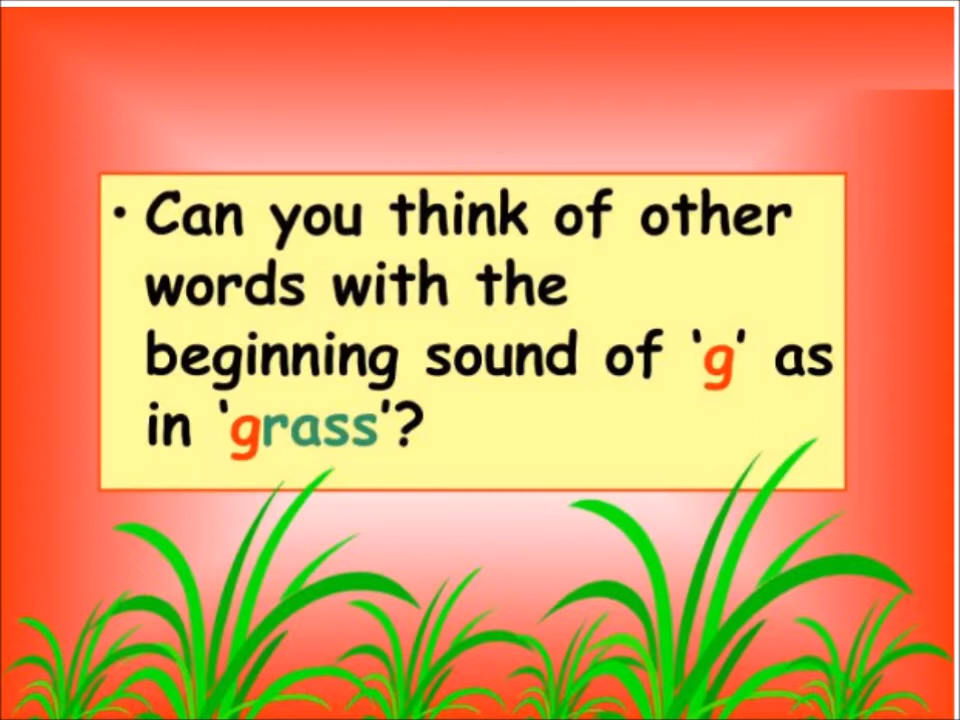 • Can you think of other
words with the
beginning sound of ‘g’ as
in ‘grass’?